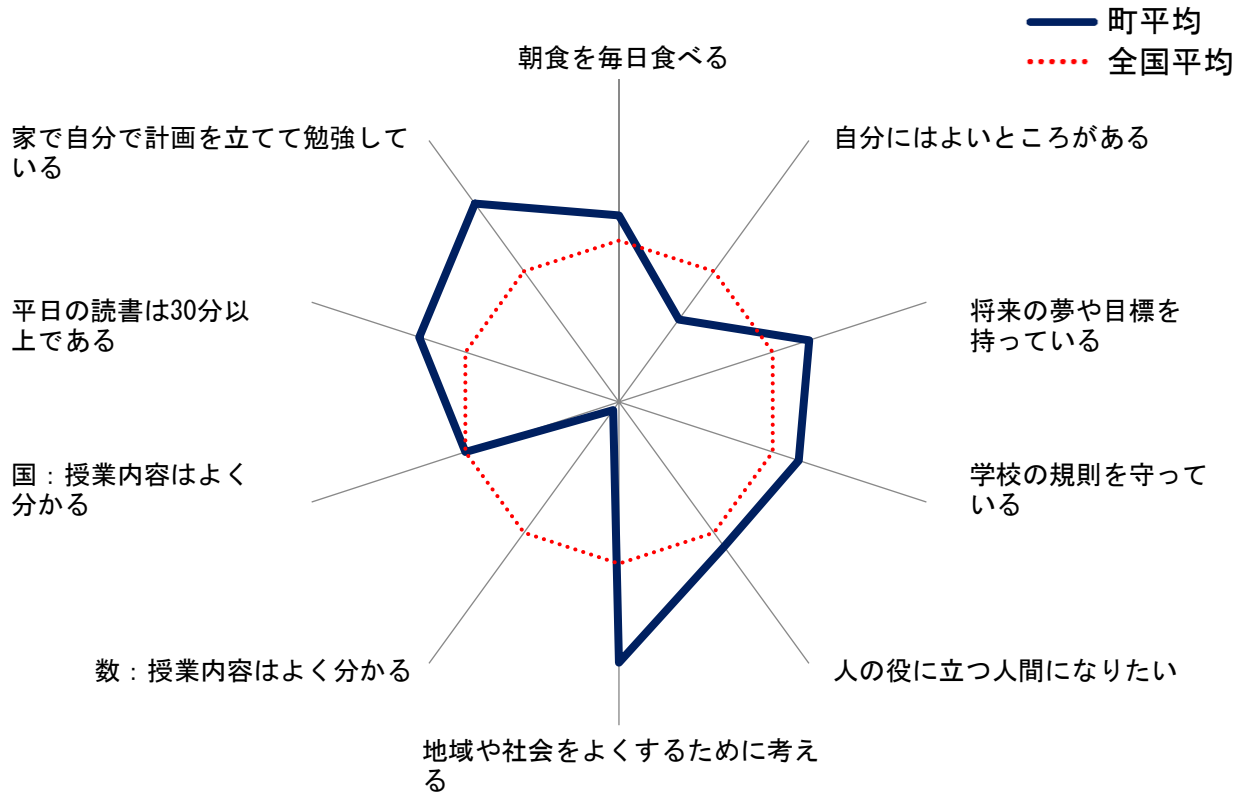 町平均
全国平均
朝食を毎日食べる
家で自分で計画を立てて勉強して
いる
自分にはよいところがある
平日の読書は30分以
上である
将来の夢や目標を
持っている
国：授業内容はよく
分かる
学校の規則を守って
いる
数：授業内容はよく分かる
人の役に立つ人間になりたい
地域や社会をよくするために考え
る